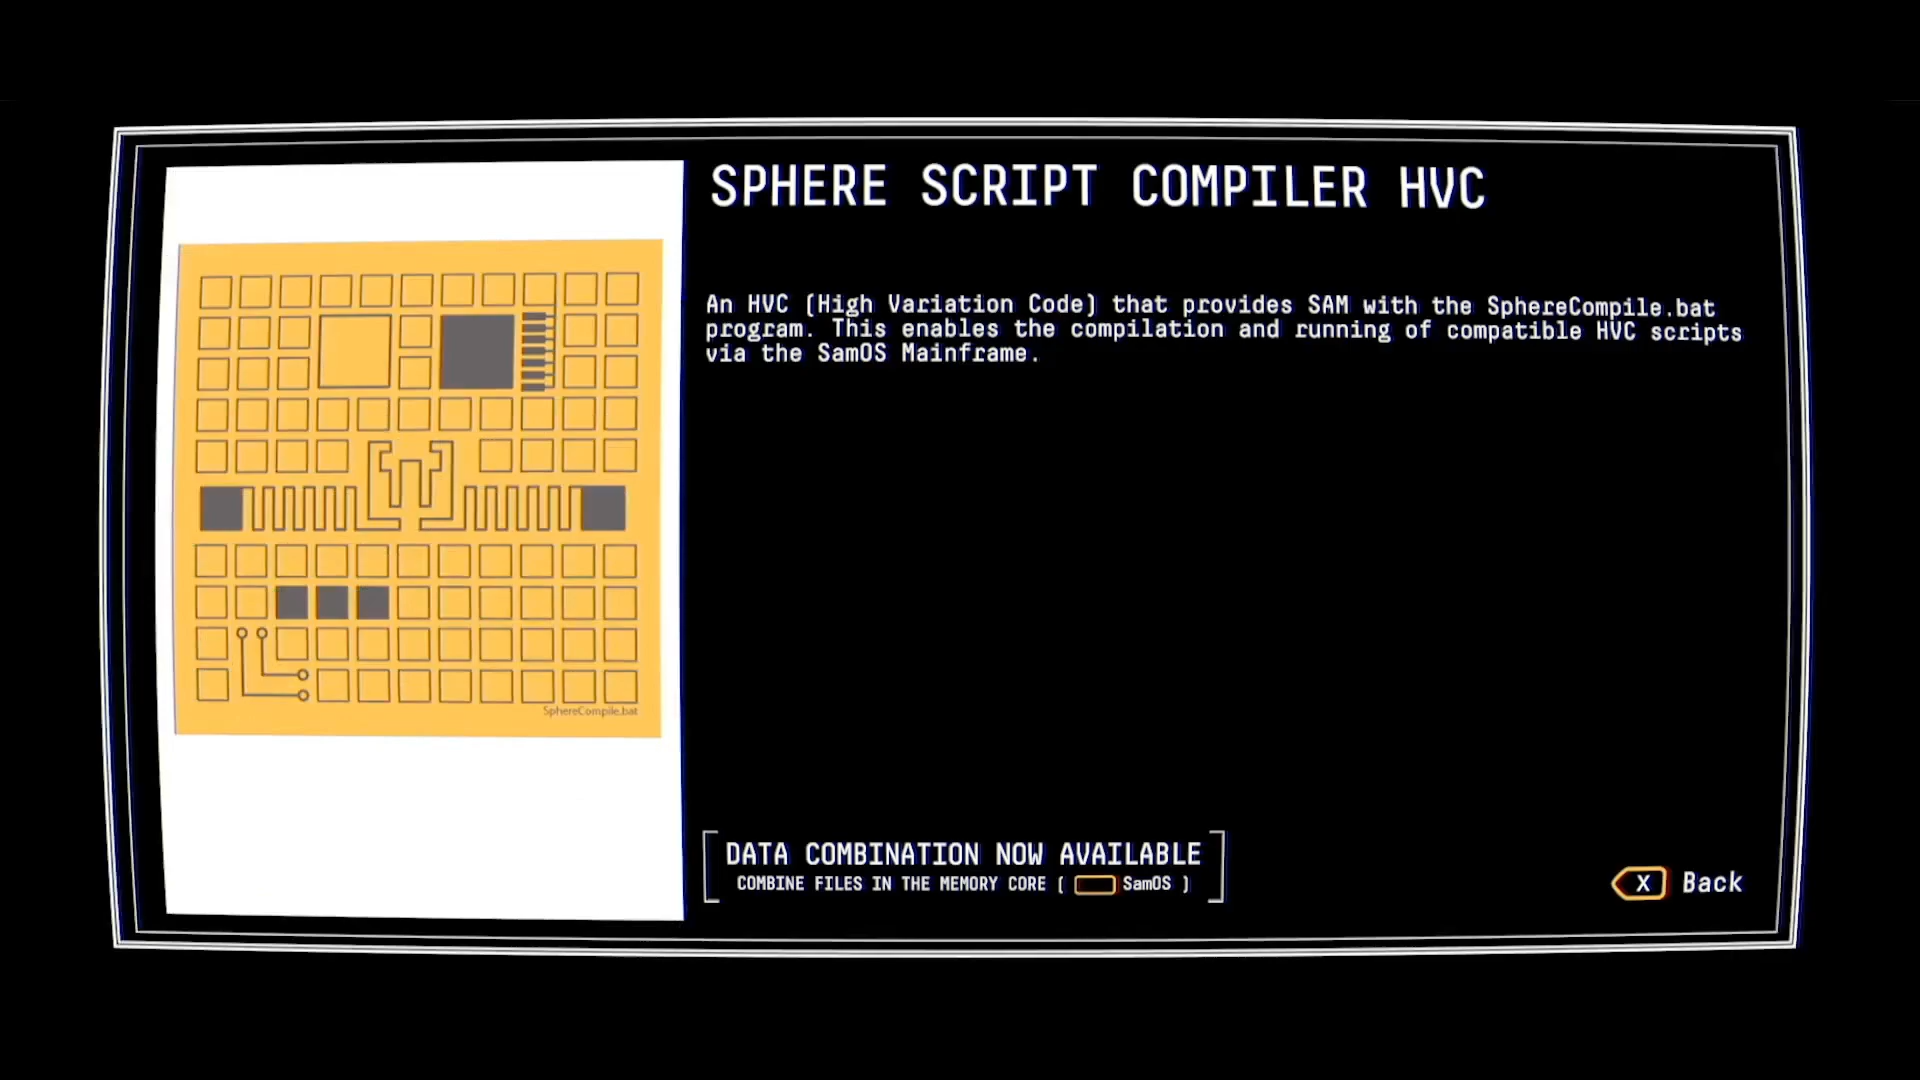 SPHERE SCRIPT COMPILER HVC
An HVC (High Variation Code) that provides SAM with the SphereCompile.bat
program. This enables the compilation and running of compatible HVC scripts
via the SamOS Mainframe.
SphereCompile.bat
DATA COMBINATION NOW AVAILABLE
COMBINE FILES IN THE MEMORY CORE ( SamOS )
X Back